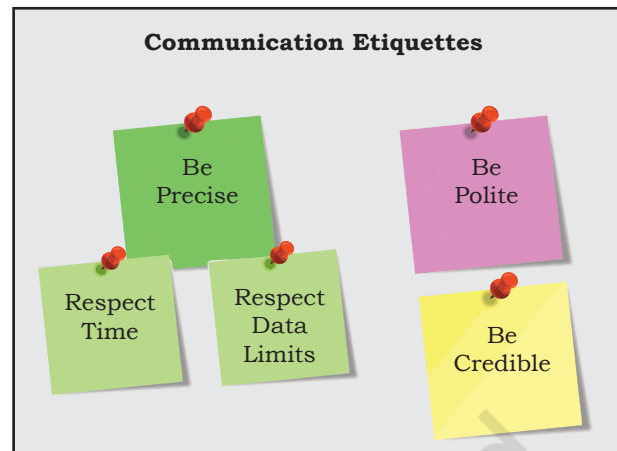 Communication Etiquettes
Be
Precise
Be
Polite
Respect
Time
Respect
Data
Limits
Be
Credible